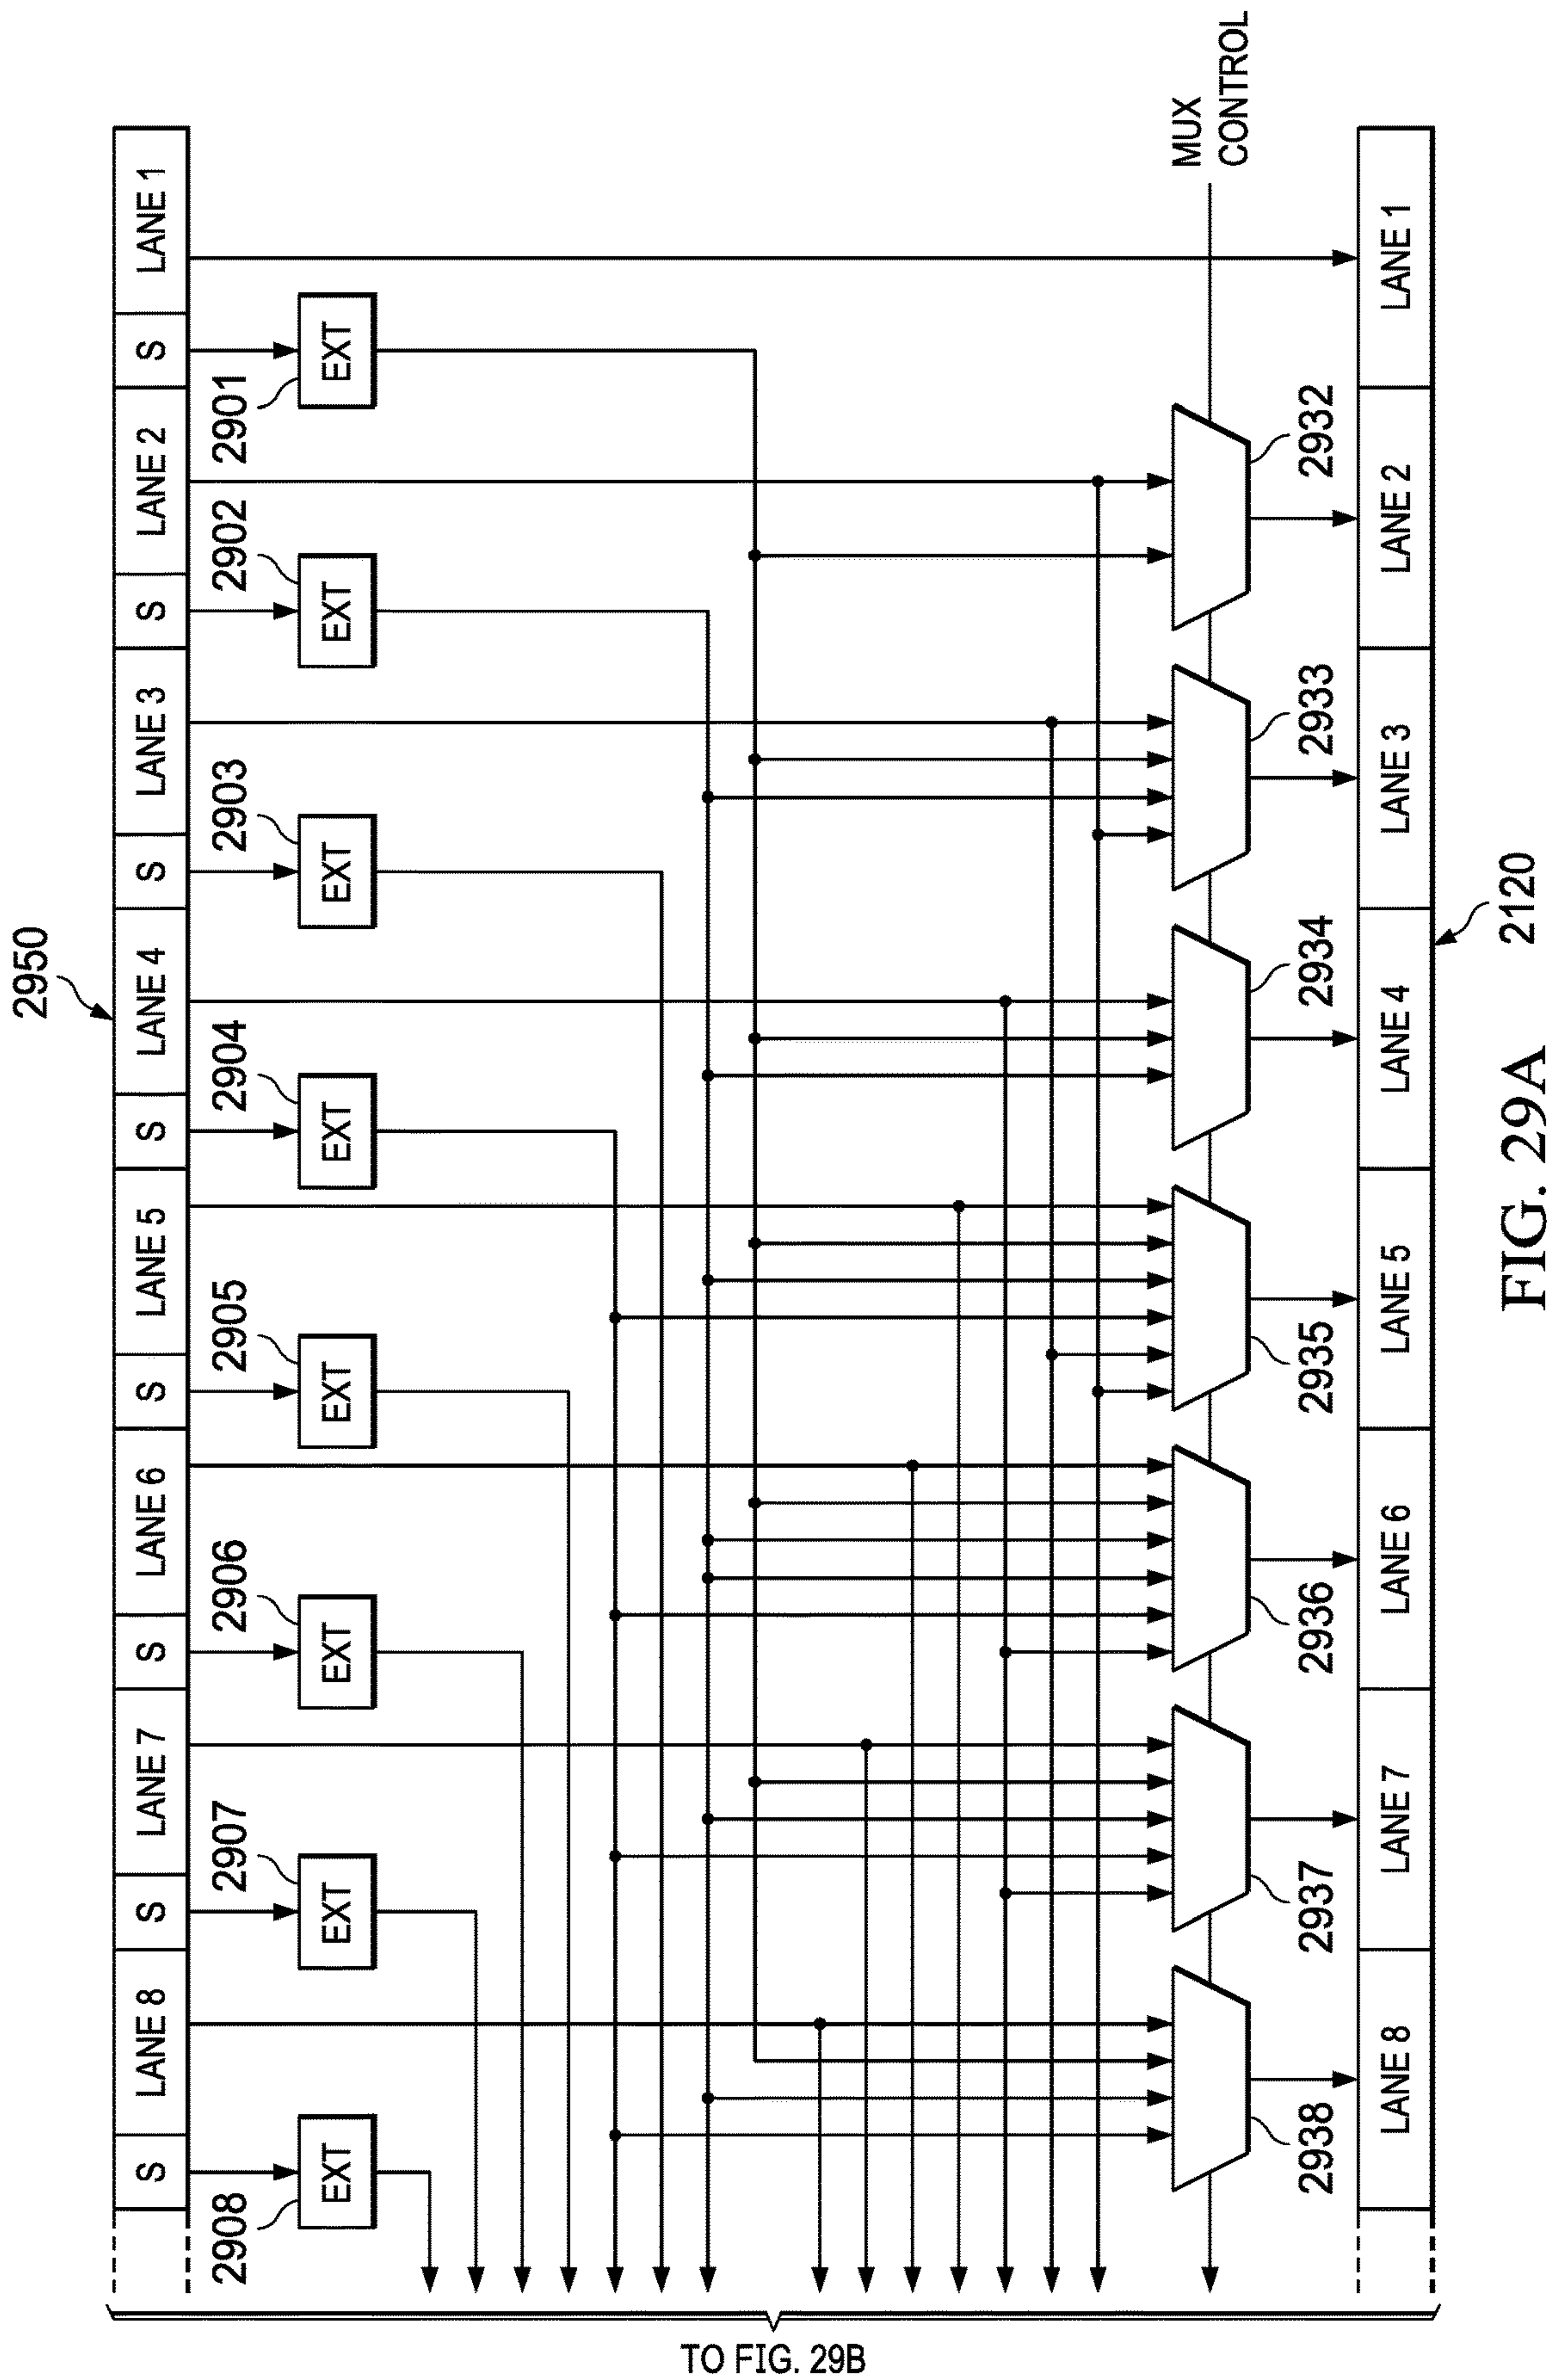 2950
LANE 8
S
LANE 7
S
LANE 6
S
LANE 5
S
LANE 4
S
LANE 3
S
LANE 2
S
LANE 1
S
2908
2907
2906
2905
2904
2903
2902
2901
EXT
EXT
EXT
EXT
EXT
EXT
EXT
EXT
TO FIG. 29B
MUX
CONTROL
2938
2937
2936
2935
2934
2933
2932
LANE 8
LANE 7
LANE 6
LANE 5
LANE 4
LANE 3
LANE 2
LANE 1
2120
FIG. 29A